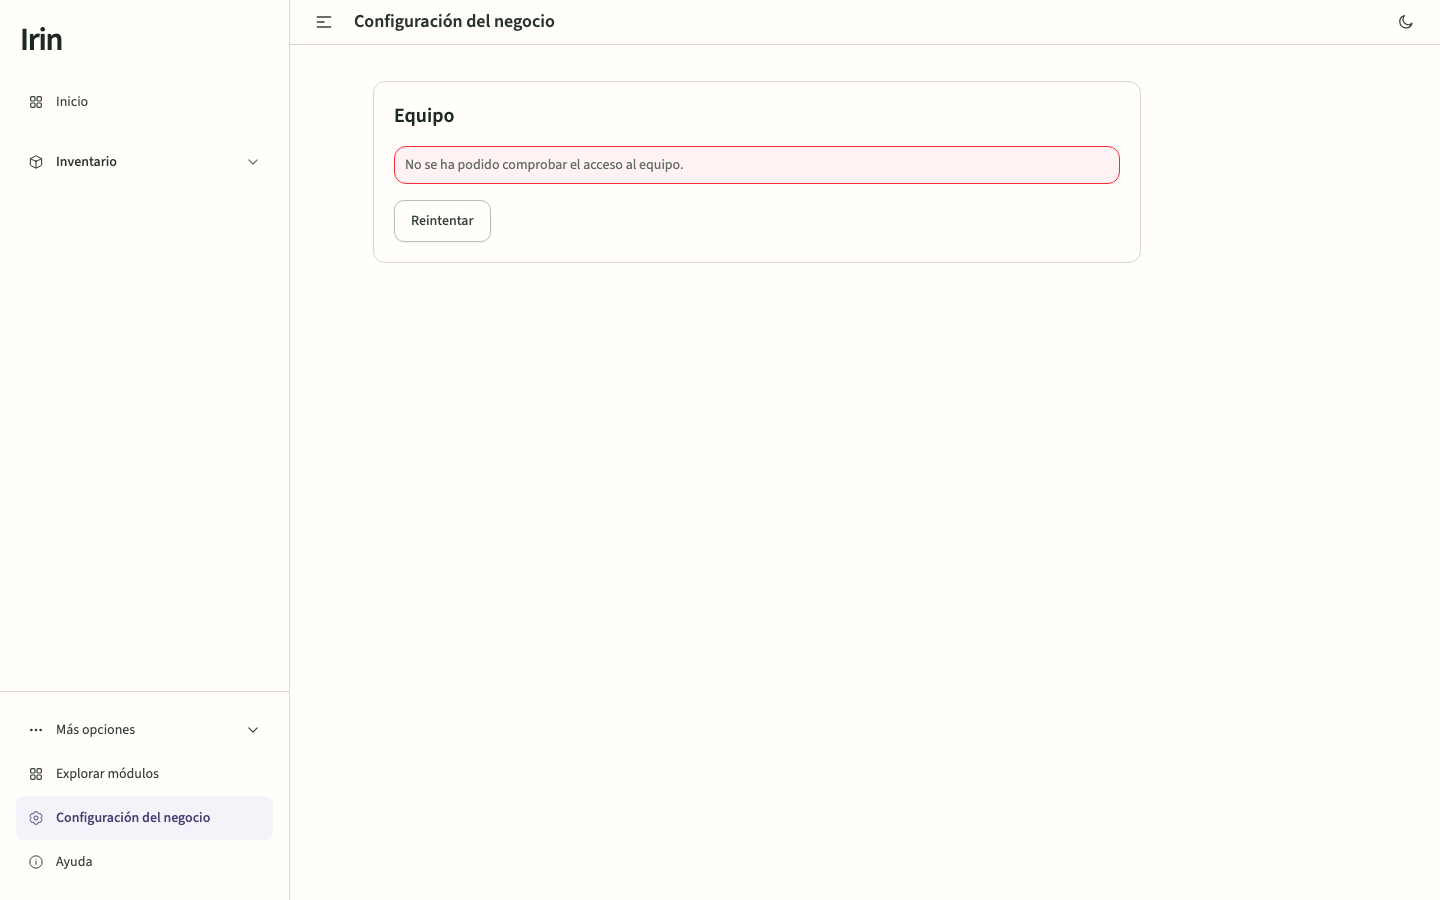 Irin
Inicio
Inventario
Más opciones
Explorar módulos
Configuración del negocio
Ayuda
Configuración del negocio
Equipo
No se ha podido comprobar el acceso al equipo.
Reintentar